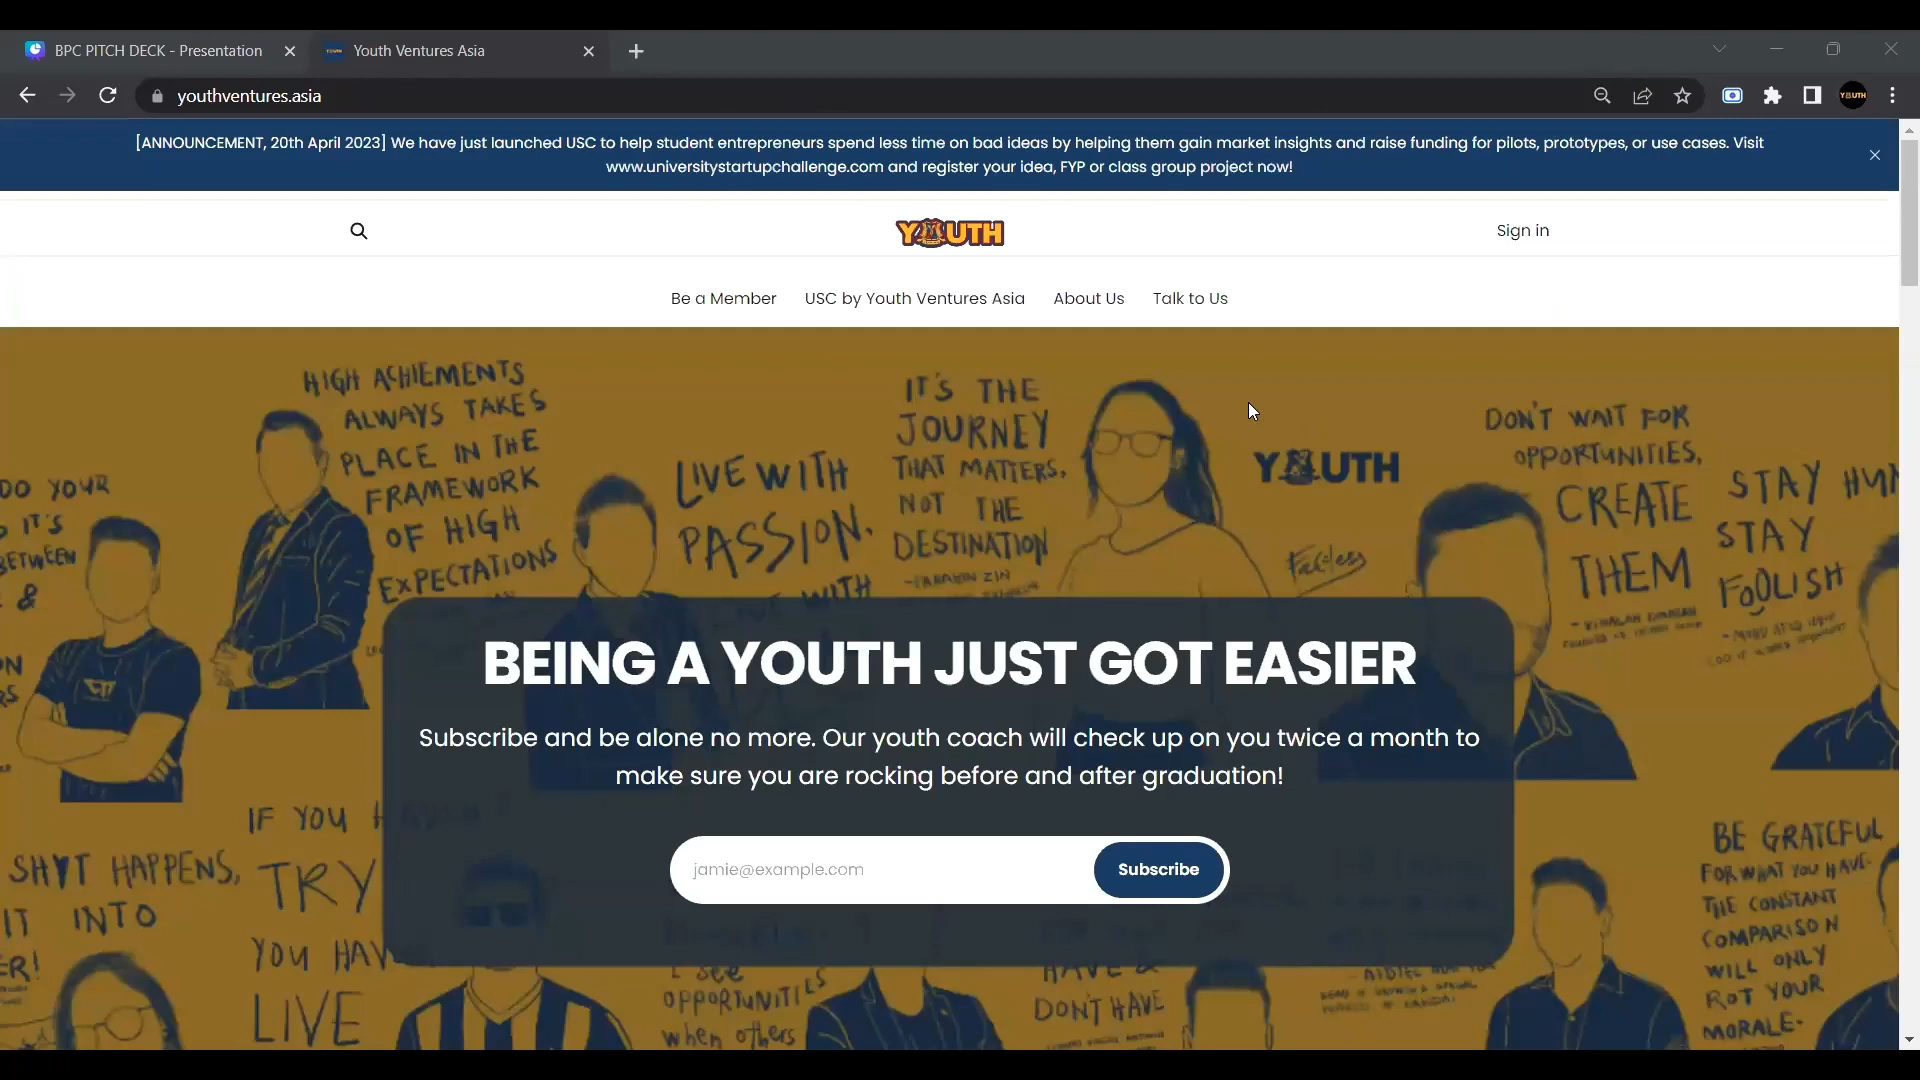 BPC PITCH DECK - Presentation
Youth Ventures Asia
youthventures.asia
YOUTH
[ANNOUNCEMENT, 20th April 2023] We have just launched USC to help student entrepreneurs spend less time on bad ideas by helping them gain market insights and raise funding for pilots, prototypes, or use cases. Visit
www.universitystartupchallenge.com and register your idea, FYP or class group project now!
YOUTH
Sign in
Be a Member
USC by Youth Ventures Asia
About Us
Talk to Us
DO YOUR
IT'S
BETWEEN
&
HIGH ACHIEMENTS
ALWAYS TAKES
PLACE IN THE
FRAMEWORK
OF HIGH
EXPECTATIONS
LIVE WITH
PASSION.
WITH
IT'S THE
JOURNEY
THAT MATTERS,
NOT THE
DESTINATION
YOUTH
Faceless
DON'T WAIT FOR
OPPORTUNITIES,
CREATE
THEM
STAY HUN
STAY
FOOLISH
BEING A YOUTH JUST GOT EASIER
Subscribe and be alone no more. Our youth coach will check up on you twice a month to
make sure you are rocking before and after graduation!
jamie@example.com
Subscribe
SHYT HAPPENS,
IT INTO
ER!
IF YOU
TRY
YOU HAV
LIVE
I See
OPPORTUNITIES
when others
HAVE &
DON'T HAVE
BE GRATEFUL
FOR WHAT YOU HAVE-
THE CONSTANT
COMPARISON
WILL ONLY
ROT YOUR
MORALE-